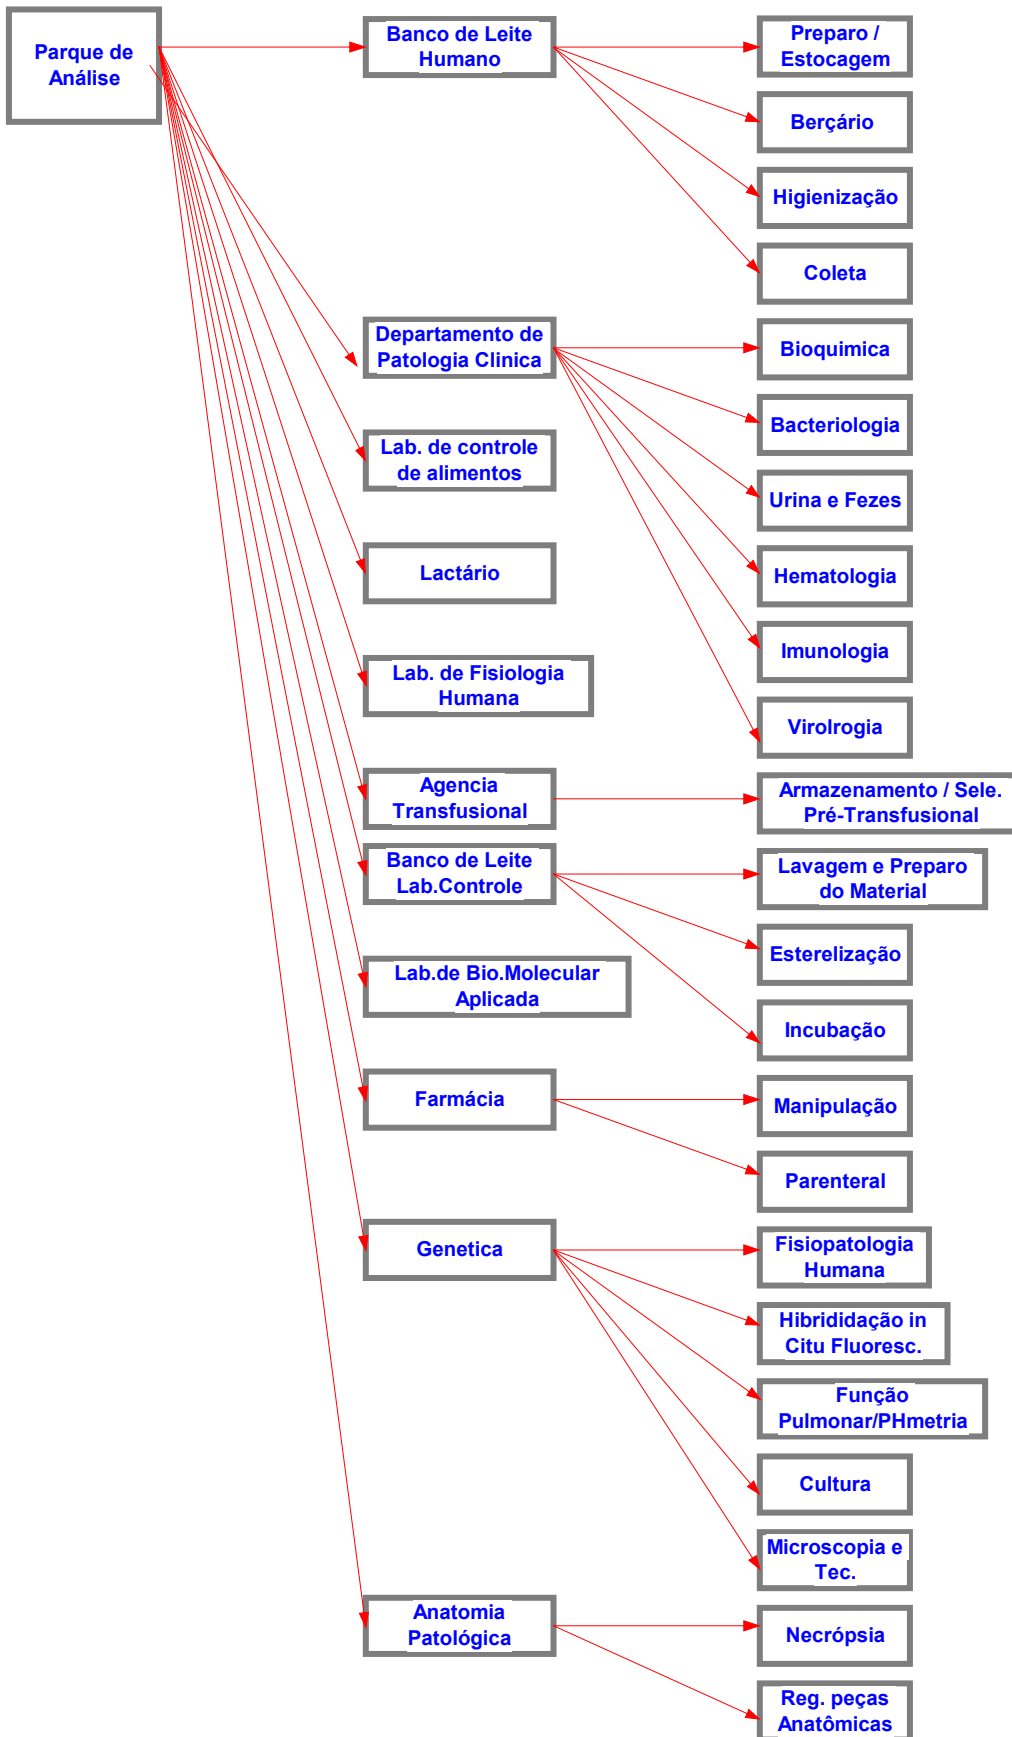 Parque de
Análise
Banco de Leite
Humano
Preparo /
Estocagem
Berçário
Higienização
Coleta
Departamento de
Patologia Clinica
Bioquimica
Bacteriologia
Lab. de controle
de alimentos
Urina e Fezes
Lactário
Hematologia
Imunologia
Lab. de Fisiologia
Humana
Virolrogia
Agencia
Transfusional
Armazenamento / Sele.
Pré-Transfusional
Banco de Leite
Lab.Controle
Lavagem e Preparo
do Material
Esterelização
Lab.de Bio.Molecular
Aplicada
Incubação
Farmácia
Manipulação
Parenteral
Genetica
Fisiopatologia
Humana
Hibrididação in
Citu Fluoresc.
Função
Pulmonar/PHmetria
Cultura
Microscopia e
Tec.
Anatomia
Patológica
Necrópsia
Reg. peças
Anatômicas